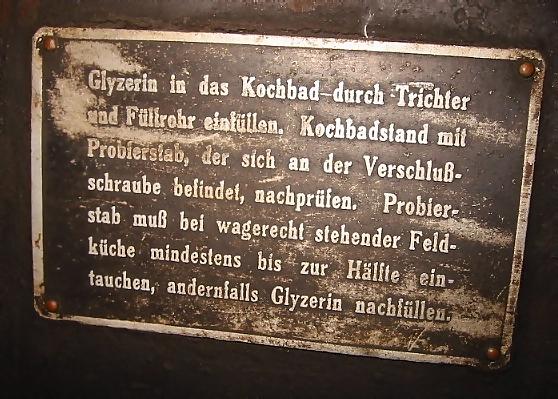 Glyzerin in das Kochbad durch Trichter
und Füllrohr einfüllen. Kochbadstand mit
Probierstab, der sich an der Verschluß-
schraube befindet, nachprüfen. Probier-
stab muß bei wagerecht stehender Feld-
küche mindestens bis zur Hälfte ein-
tauchen, andernfalls Glyzerin nachfüllen.